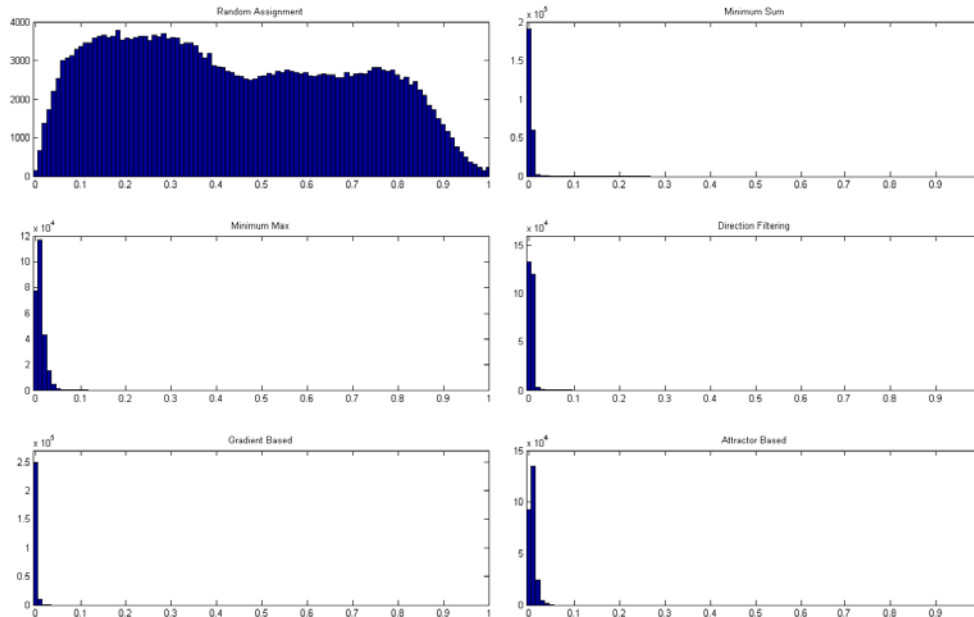 Random Assignment
4000
3000
2000
1000
0
0 0.1 0.2 0.3 0.4 0.5 0.6 0.7 0.8 0.9 1
Minimum Sum
x 10^5
2
1.5
1
0.5
0
0 0.1 0.2 0.3 0.4 0.5 0.6 0.7 0.8 0.9
Minimum Max
x 10^4
12
10
8
6
4
2
0
0 0.1 0.2 0.3 0.4 0.5 0.6 0.7 0.8 0.9 1
Direction Filtering
x 10^4
15
10
5
0
0 0.1 0.2 0.3 0.4 0.5 0.6 0.7 0.8 0.9
Gradient Based
x 10^5
2.5
2
1.5
1
0.5
0
0 0.1 0.2 0.3 0.4 0.5 0.6 0.7 0.8 0.9 1
Attractor Based
x 10^4
15
10
5
0
0 0.1 0.2 0.3 0.4 0.5 0.6 0.7 0.8 0.9